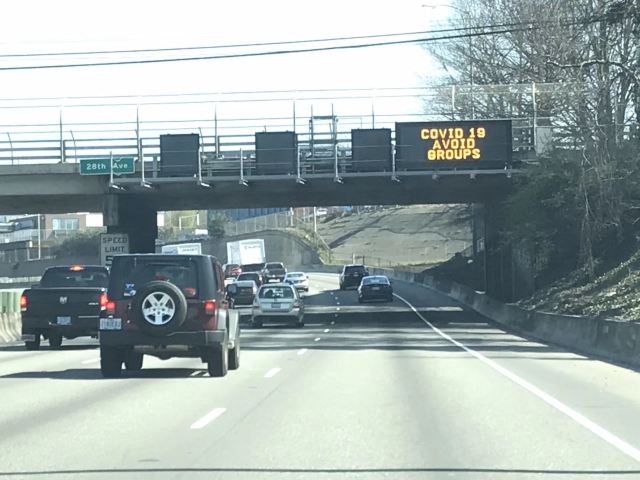 COVID 19
AVOID
GROUPS
28th Ave
SPEED
LIMIT